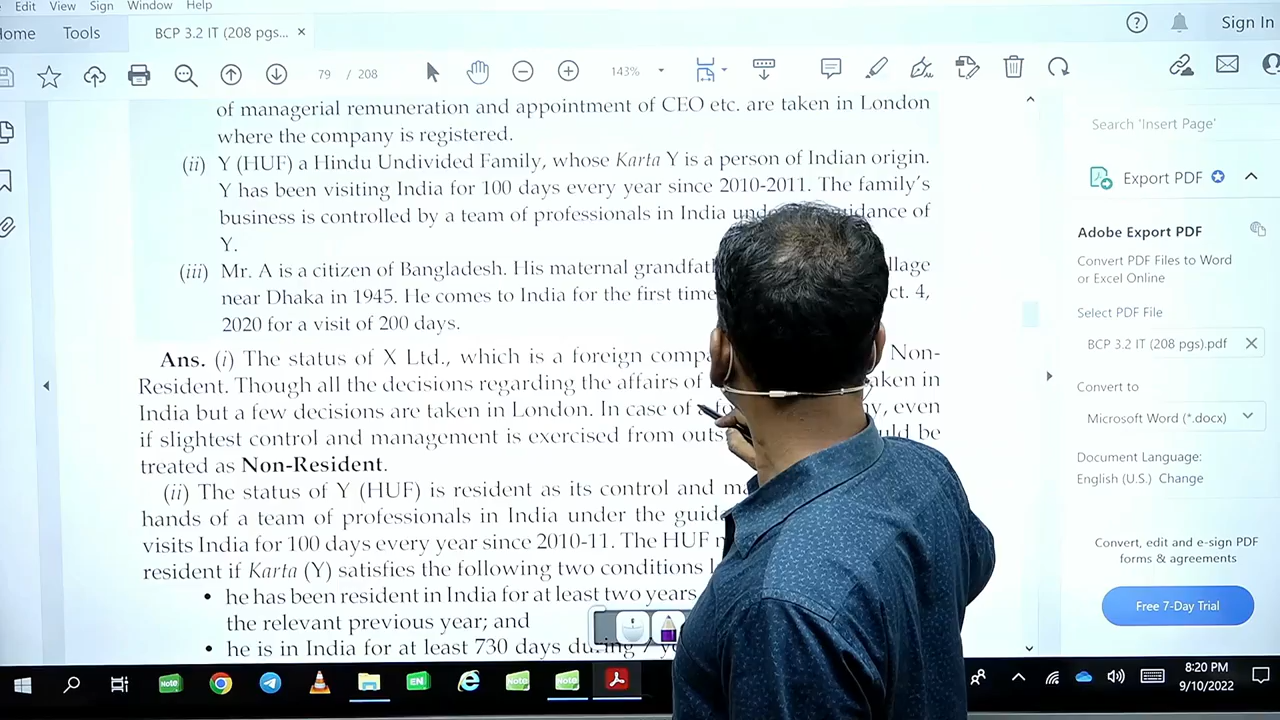 Edit View Sign Window Help
Home Tools BCP 3.2 IT (208 pgs... × Sign In
79 / 208 143%
of managerial remuneration and appointment of CEO etc. are taken in London
where the company is registered.
(ii) Y (HUF) a Hindu Undivided Family, whose Karta Y is a person of Indian origin.
Y has been visiting India for 100 days every year since 2010-2011. The family's
business is controlled by a team of professionals in India guidance of
Y.
(iii) Mr. A is a citizen of Bangladesh. His maternal
near Dhaka in 1945. He comes to India for the first time 4,
2020 for a visit of 200 days.
Ans. (i) The status of X Ltd., which is a foreign Non-
Resident. Though all the decisions regarding the affairs of in
India but a few decisions are taken in London. In case of even
if slightest control and management is exercised from be
treated as Non-Resident.
(ii) The status of Y (HUF) is resident as its control and
hands of a team of professionals in India under the
visits India for 100 days every year since 2010-11. The HUF
resident if Karta (Y) satisfies the following two conditions
• he has been resident in India for at least two years
the relevant previous year; and
• he is in India for at least 730 days
Search 'Insert Page'
Export PDF
Adobe Export PDF
Convert PDF Files to Word
or Excel Online
Select PDF File
BCP 3.2 IT (208 pgs).pdf ×
Convert to
Microsoft Word (*.docx)
Document Language:
English (U.S.) Change
Convert, edit and e-sign PDF
forms & agreements
Free 7-Day Trial
Note EN Note Note
8:20 PM
9/10/2022